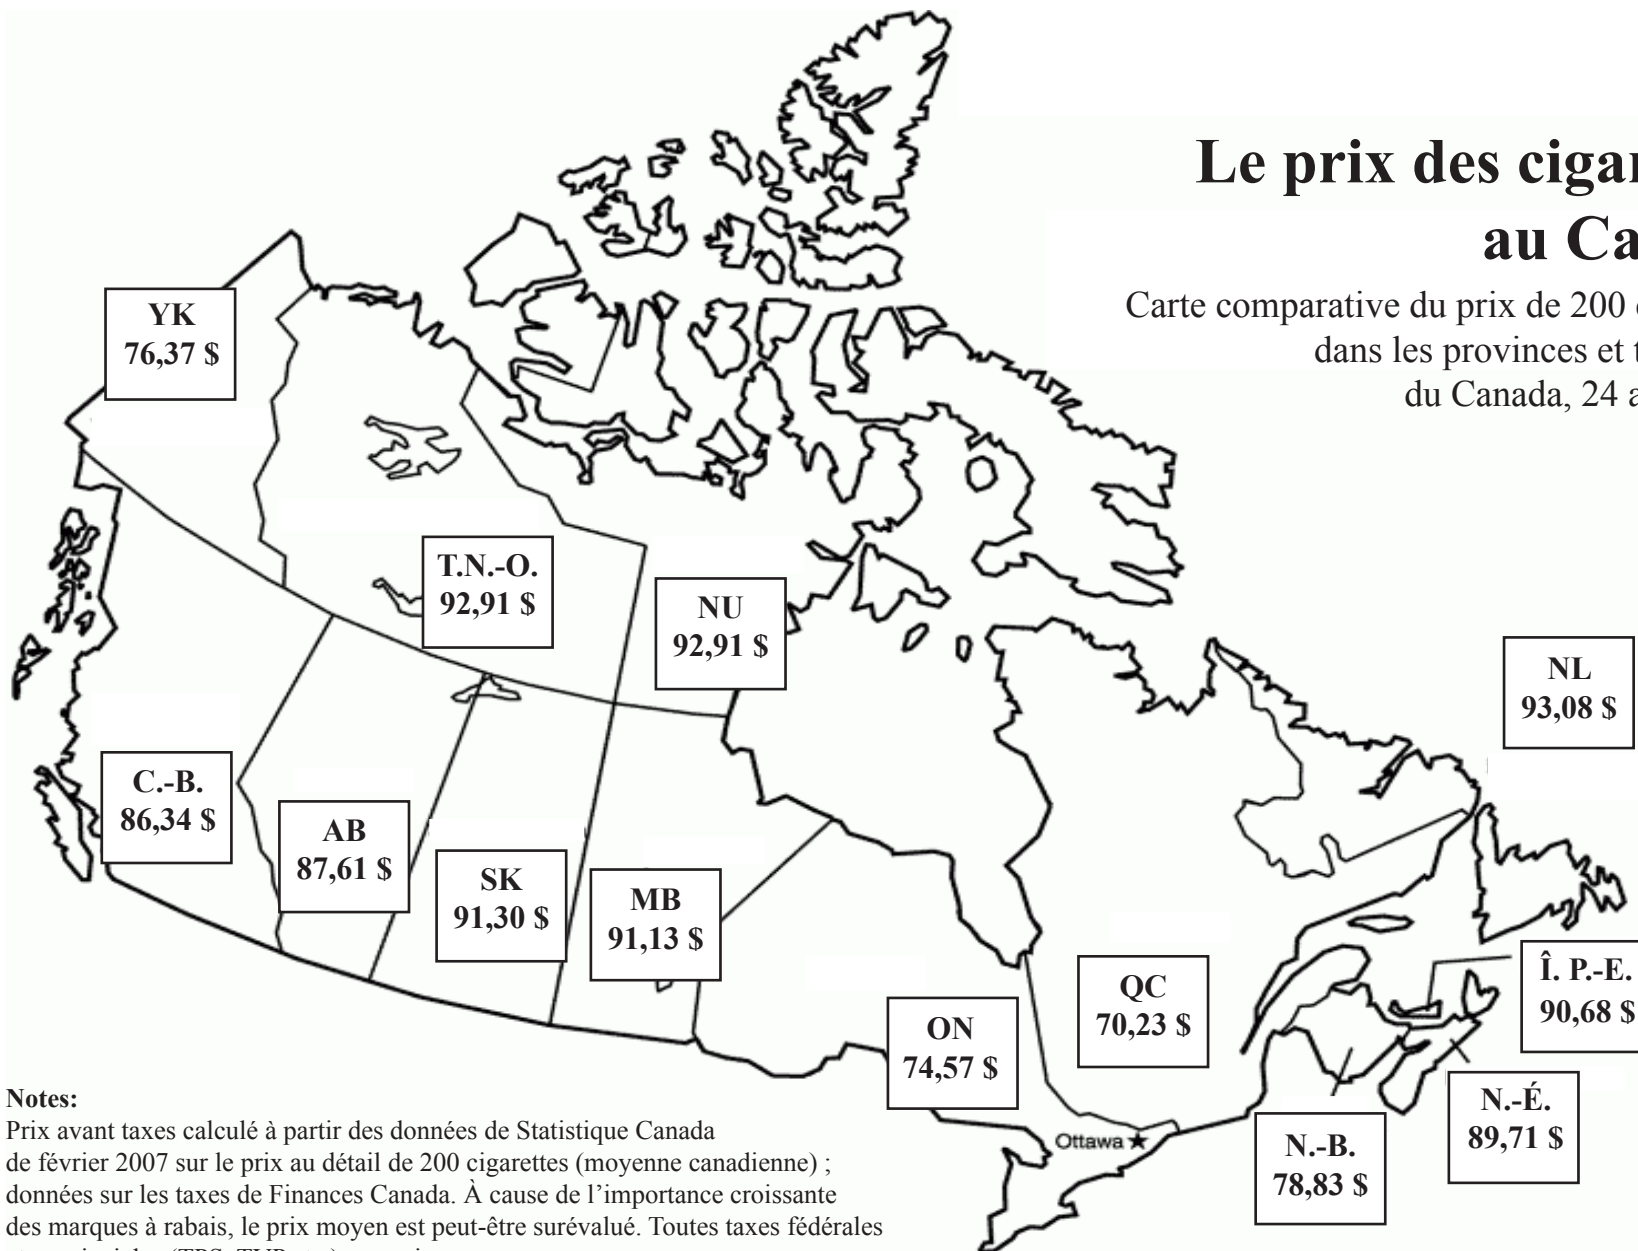 Le prix des
au
Carte comparative du prix de 200
dans les provinces et
du Canada, 24
YK
76,37 $
T.N.-O.
92,91 $
NU
92,91 $
NL
93,08 $
C.-B.
86,34 $
AB
87,61 $
SK
91,30 $
MB
91,13 $
ON
74,57 $
QC
70,23 $
Î. P.-E.
90,68 $
N.-É.
89,71 $
N.-B.
78,83 $
Ottawa
Notes:
Prix avant taxes calculé à partir des données de Statistique Canada
de février 2007 sur le prix au détail de 200 cigarettes (moyenne canadienne) ;
données sur les taxes de Finances Canada. À cause de l’importance croissante
des marques à rabais, le prix moyen est peut-être surévalué. Toutes taxes fédérales